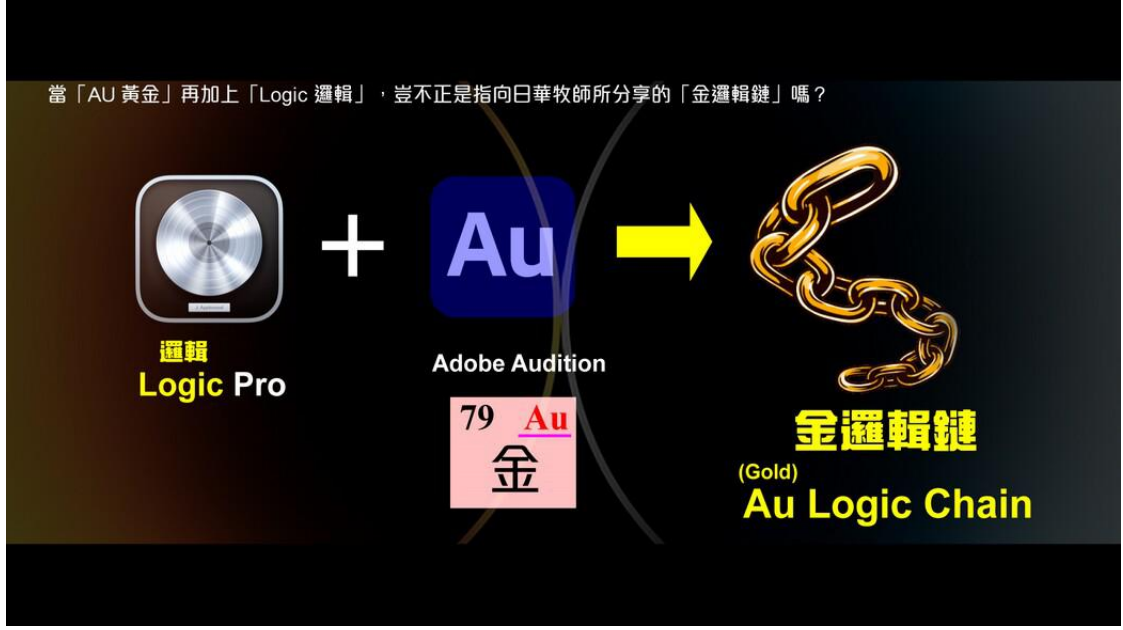 當「AU 黃金」再加上「Logic 邏輯」，豈不正是指向日華牧師所分享的「金邏輯鏈」嗎？
Au
邏輯
Logic Pro
Adobe Audition
79 Au
金
金邏輯鏈
(Gold)
Au Logic Chain